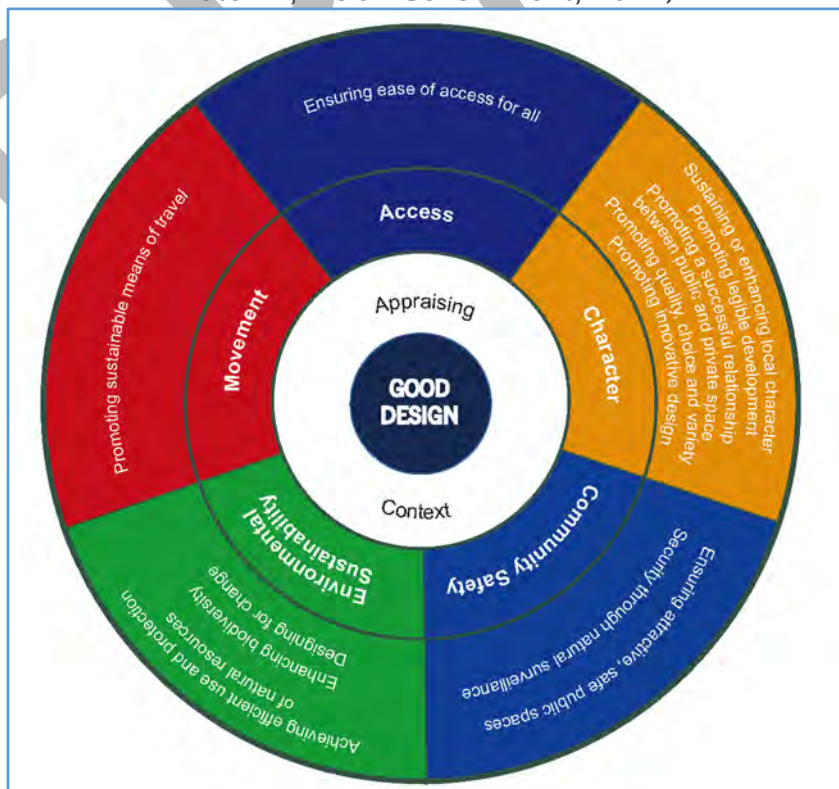 Ensuring ease of access for all
Access
Sustaining or enhancing local character
Promoting legible development
Promoting a successful relationship
between public and private space
Promoting quality, choice and variety
Promoting innovative design
Character
Community Safety
Security through natural surveillance
Ensuring attractive, safe public spaces
Environmental
Sustainability
Designing for change
Enhancing biodiversity
Achieving efficient use and protection
of natural resources
Movement
Promoting sustainable means of travel
Appraising
GOOD
DESIGN
Context